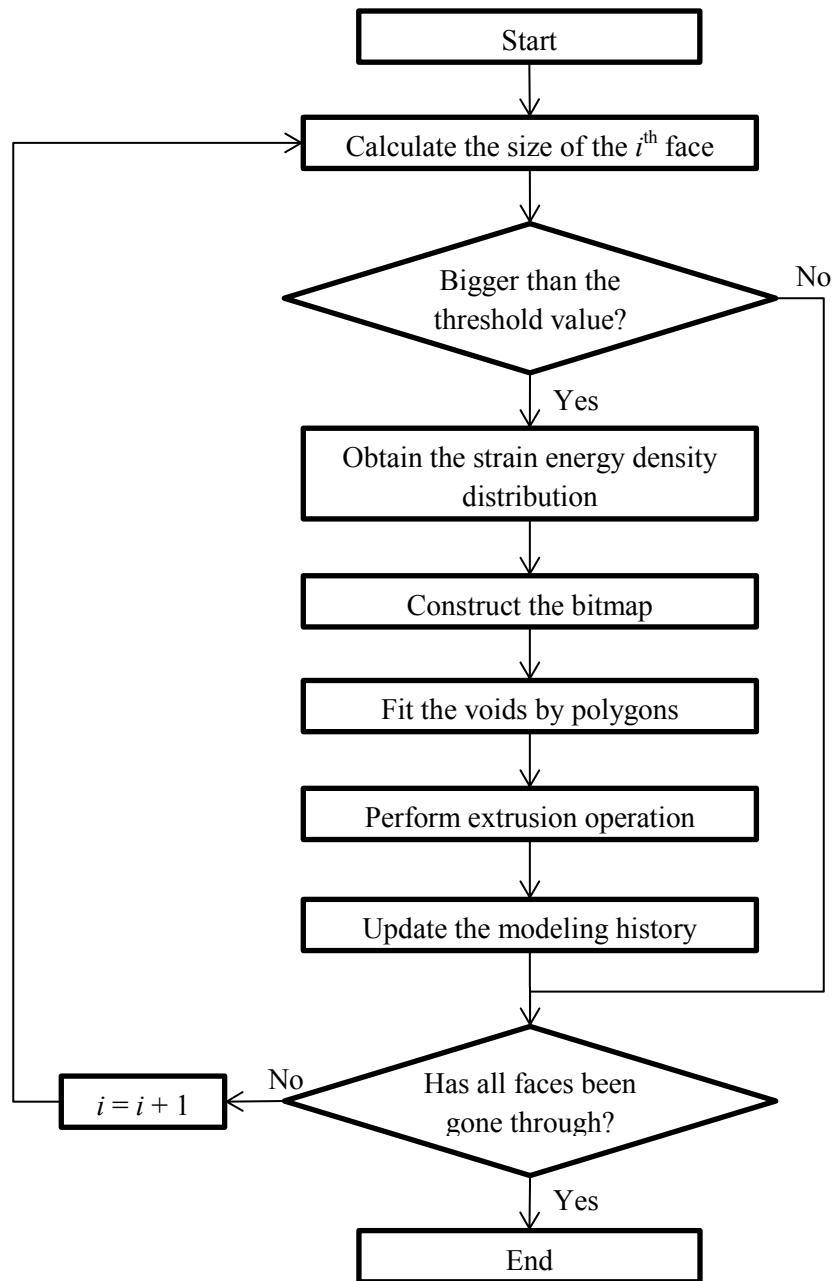 Start
Calculate the size of the iᵗʰ face
Bigger than the
threshold value?
No
Yes
Obtain the strain energy density
distribution
Construct the bitmap
Fit the voids by polygons
Perform extrusion operation
Update the modeling history
Has all faces been
gone through?
No
i = i + 1
Yes
End